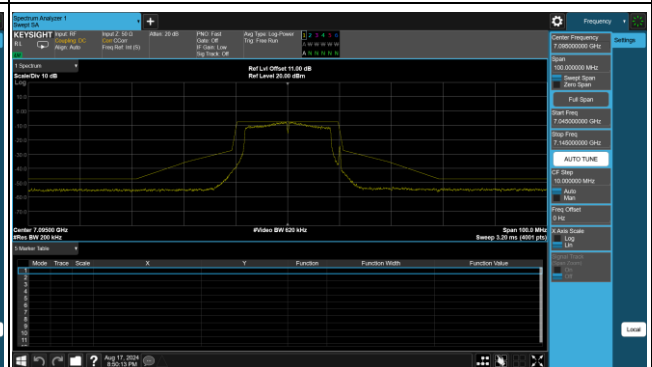 Spectrum Analyzer 1
Swept SA
+
Frequency
KEYSIGHT
Input: RF
Input Z: 50 Ω
Atten: 20 dB
PNO: Fast
Avg Type: Log-Power
1 2 3 4 5 6
RL
Coupling: DC
Corr CCorr
Gate: Off
Trig: Free Run
A W W W W W
Align: Auto
Freq Ref: Int (S)
IF Gain: Low
Sig Track: Off
A N N N N N
Center Frequency
7.095000000 GHz
Settings
Span
100.000000 MHz
Swept Span
Zero Span
Full Span
Start Freq
7.045000000 GHz
Stop Freq
7.145000000 GHz
AUTO TUNE
CF Step
10.000000 MHz
Auto
Man
Freq Offset
0 Hz
X Axis Scale
Log
Lin
Signal Track
(Span Zoom)
On
Off
Local
1 Spectrum
Scale/Div 10 dB
Log
Ref Lvl Offset 11.00 dB
Ref Level 20.00 dBm
10.0
0.00
-10.0
-20.0
-30.0
-40.0
-50.0
-60.0
-70.0
Center 7.09500 GHz
#Res BW 200 kHz
#Video BW 620 kHz
Span 100.0 MHz
Sweep 3.20 ms (4001 pts)
5 Marker Table
Mode Trace Scale X Y Function Function Width Function Value
1
2
3
4
5
6
7
8
9
10
11
?
Aug 17, 2024
8:50:13 PM